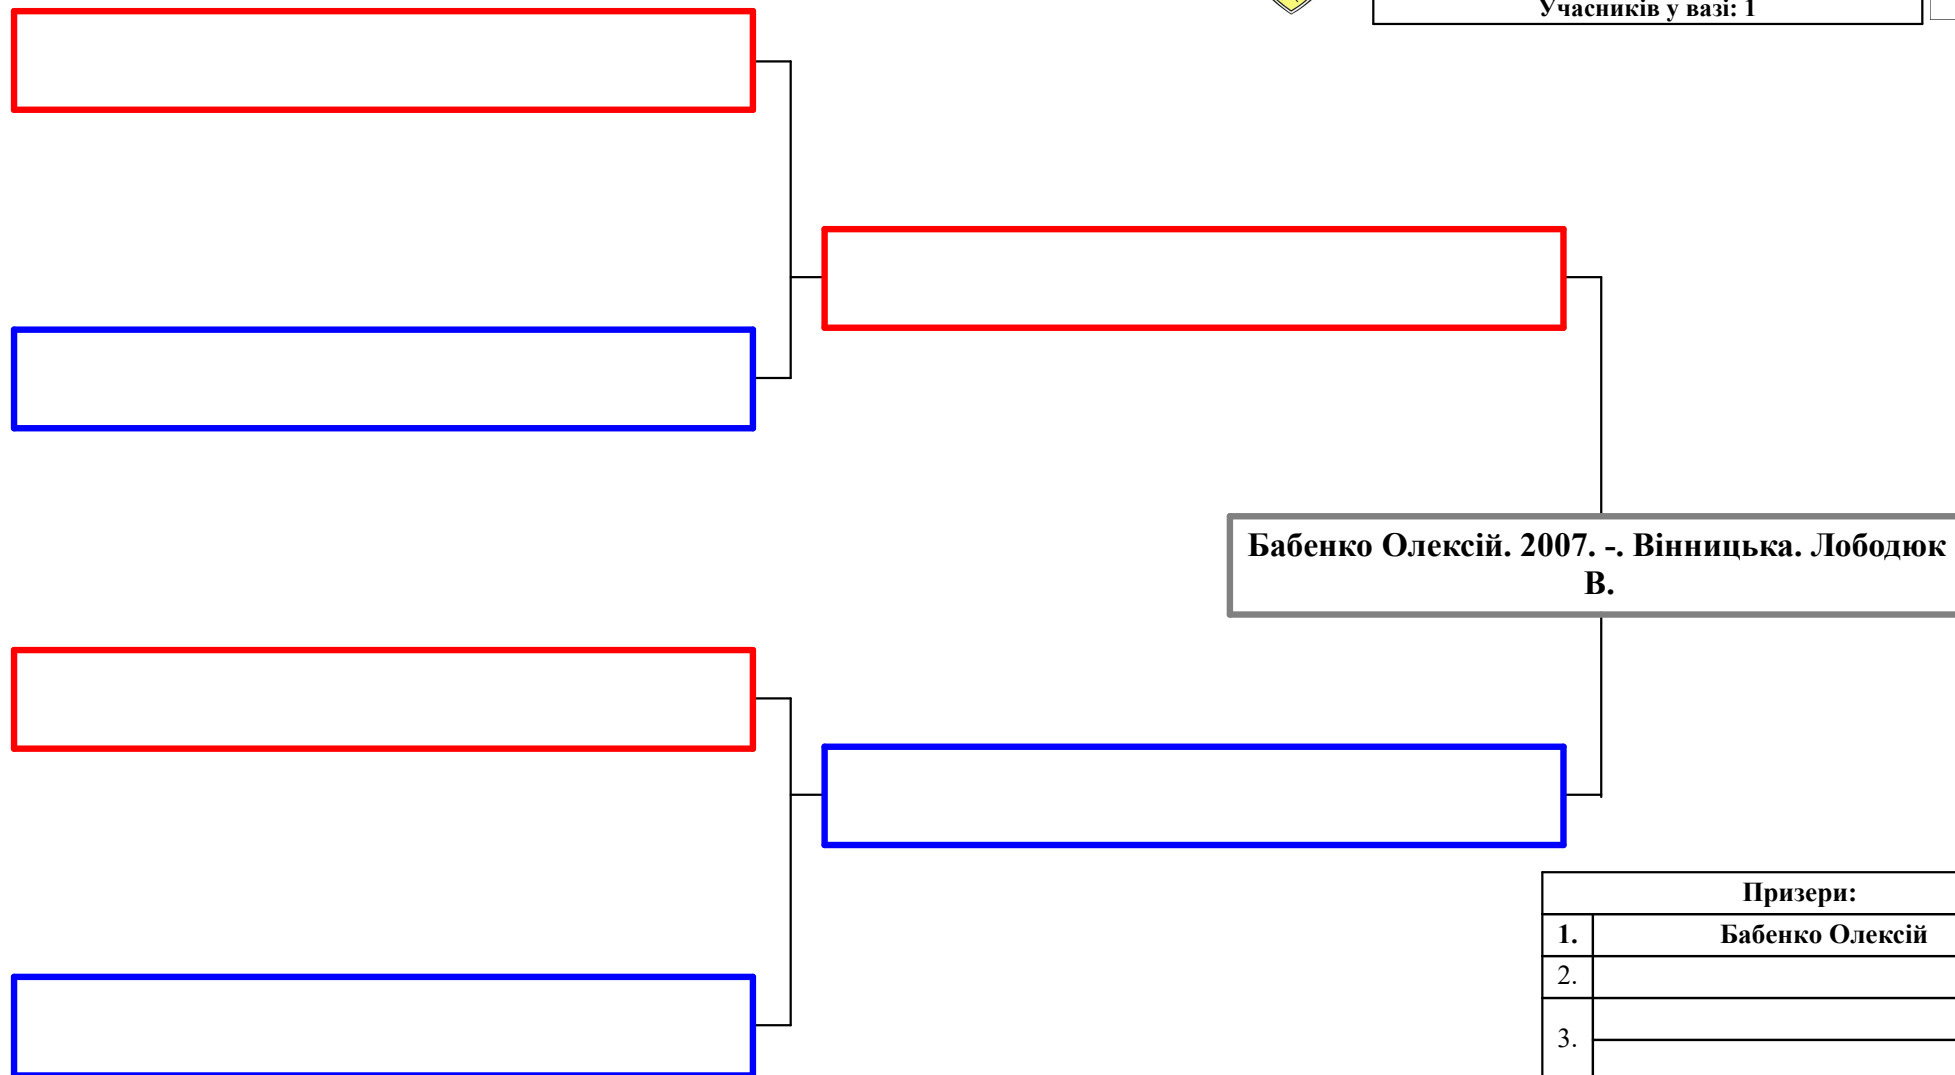 Учасників у вазі: 1
Бабенко Олексій. 2007. -. Вінницька. Лободюк
В.
Призери:
1. Бабенко Олексій
2.
3.